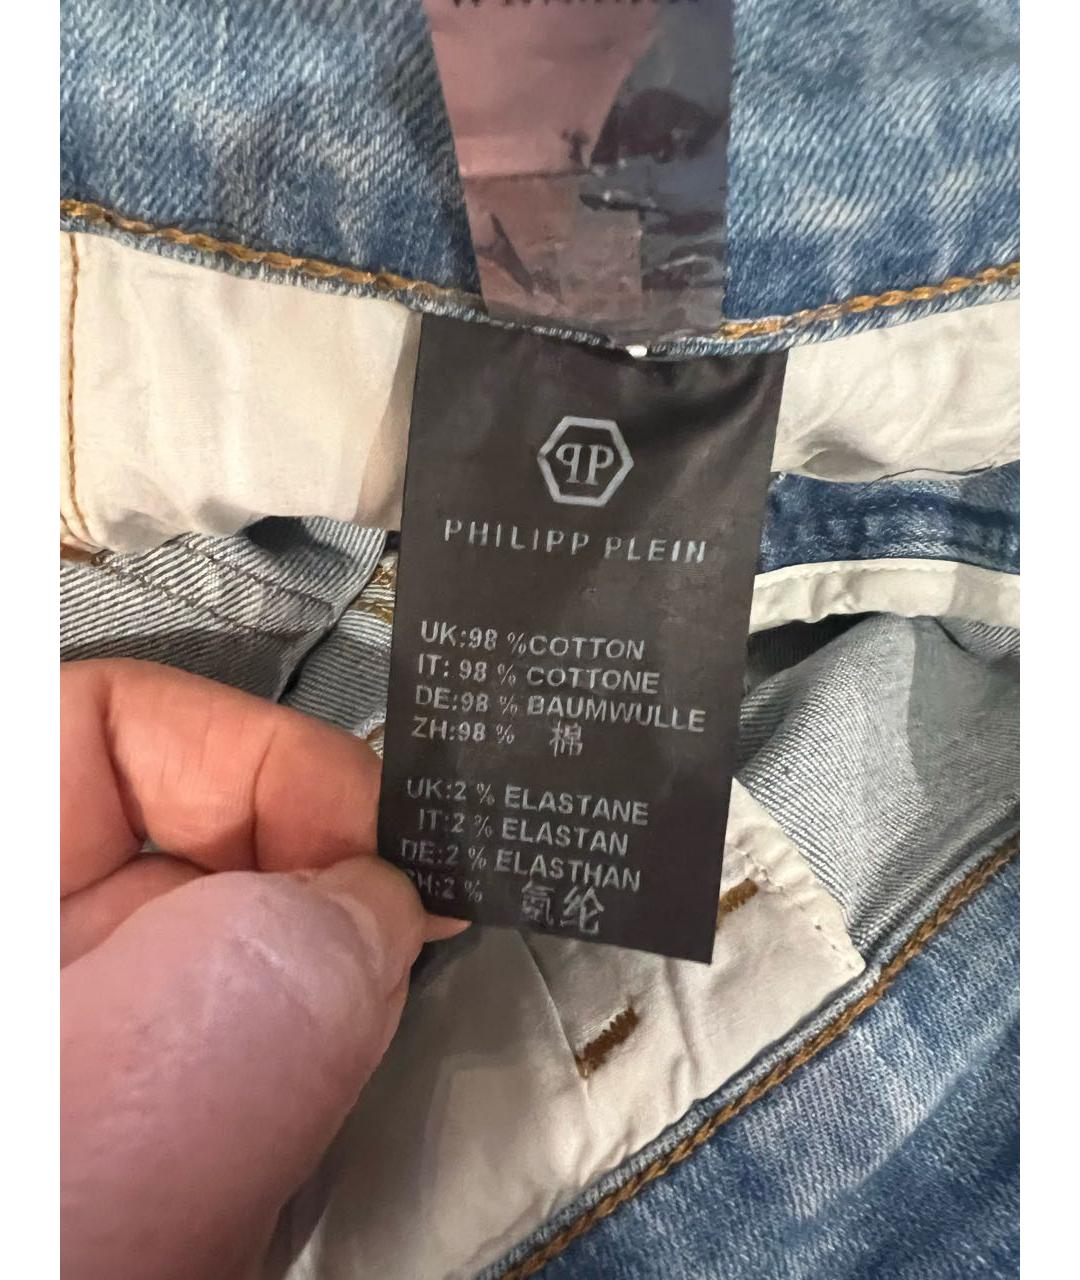 PHILIPP PLEIN
UK:98 %COTTON
IT: 98 % COTTONE
DE:98 % BAUMWULLE
ZH:98 % 棉
UK:2 % ELASTANE
IT:2 % ELASTAN
DE:2 % ELASTHAN
ZH:2 % 氨纶